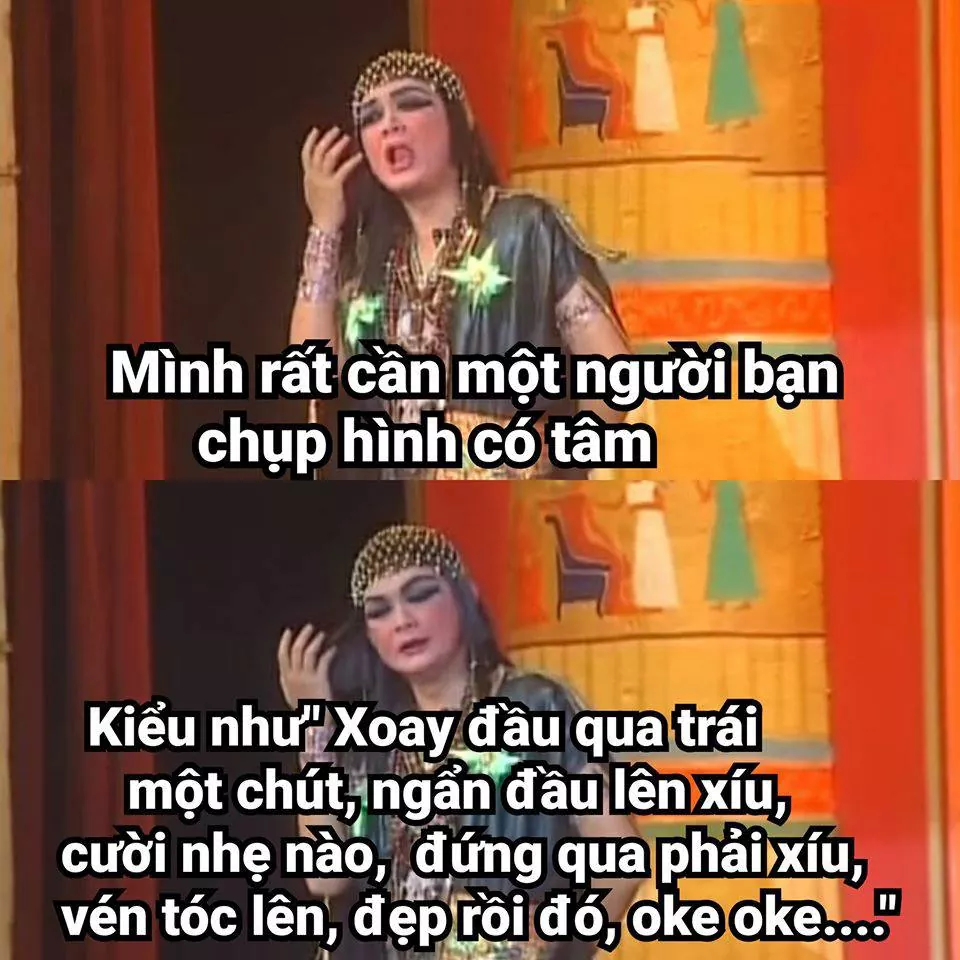 Mình rất cần một người bạn
chụp hình có tâm
Kiểu như" Xoay đầu qua trái
một chút, ngẩn đầu lên xíu,
cười nhẹ nào, đứng qua phải xíu,
vén tóc lên, đẹp rồi đó, oke oke...."